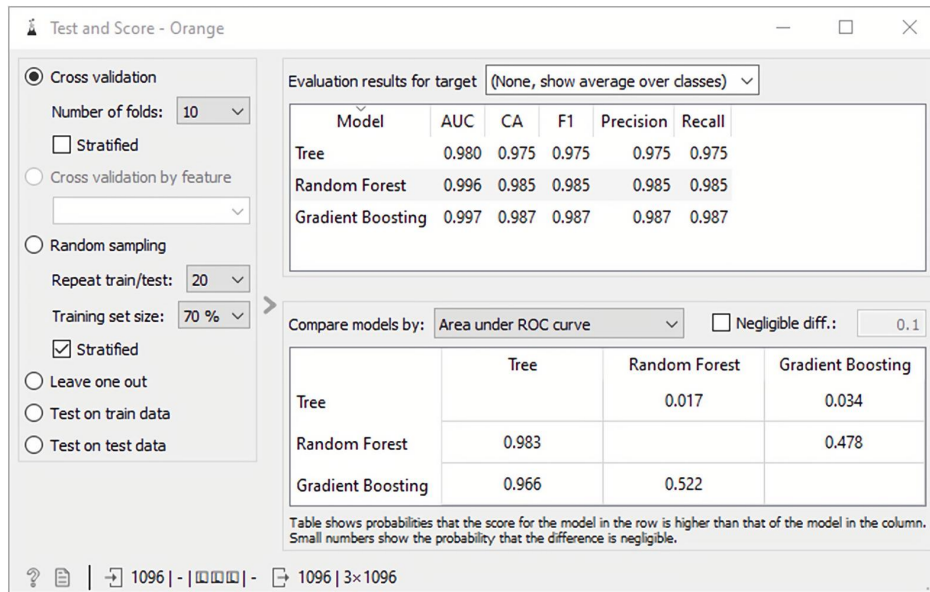 Test and Score - Orange
Cross validation
Number of folds: 10
Stratified
Cross validation by feature
Random sampling
Repeat train/test: 20
Training set size: 70 %
Stratified
Leave one out
Test on train data
Test on test data
Evaluation results for target (None, show average over classes)
Model AUC CA F1 Precision Recall
Tree 0.980 0.975 0.975 0.975 0.975
Random Forest 0.996 0.985 0.985 0.985 0.985
Gradient Boosting 0.997 0.987 0.987 0.987 0.987
Compare models by: Area under ROC curve Negligible diff.: 0.1
Tree Random Forest Gradient Boosting
Tree 0.017 0.034
Random Forest 0.983 0.478
Gradient Boosting 0.966 0.522
Table shows probabilities that the score for the model in the row is higher than that of the model in the column.
Small numbers show the probability that the difference is negligible.
? 1096 | - | | - 1096 | 3×1096